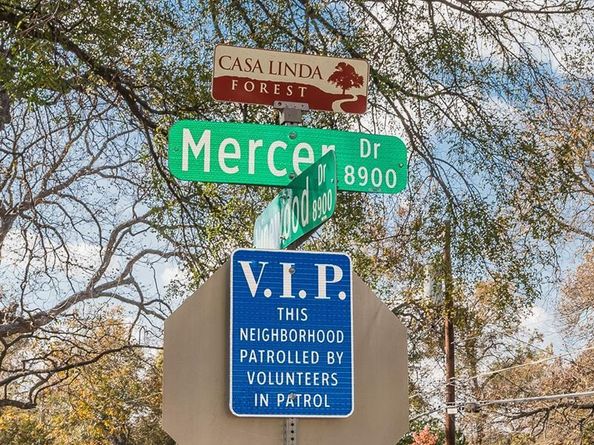 CASA LINDA
FOREST
Mercer Dr
8900
Dr
8900
V.I.P.
THIS
NEIGHBORHOOD
PATROLLED BY
VOLUNTEERS
IN PATROL